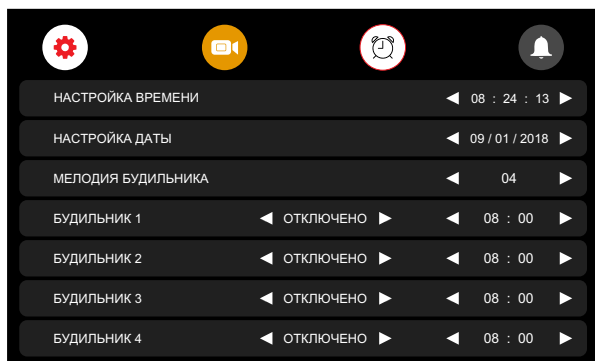 НАСТРОЙКА ВРЕМЕНИ 08 : 24 : 13
НАСТРОЙКА ДАТЫ 09 / 01 / 2018
МЕЛОДИЯ БУДИЛЬНИКА 04
БУДИЛЬНИК 1 ОТКЛЮЧЕНО 08 : 00
БУДИЛЬНИК 2 ОТКЛЮЧЕНО 08 : 00
БУДИЛЬНИК 3 ОТКЛЮЧЕНО 08 : 00
БУДИЛЬНИК 4 ОТКЛЮЧЕНО 08 : 00